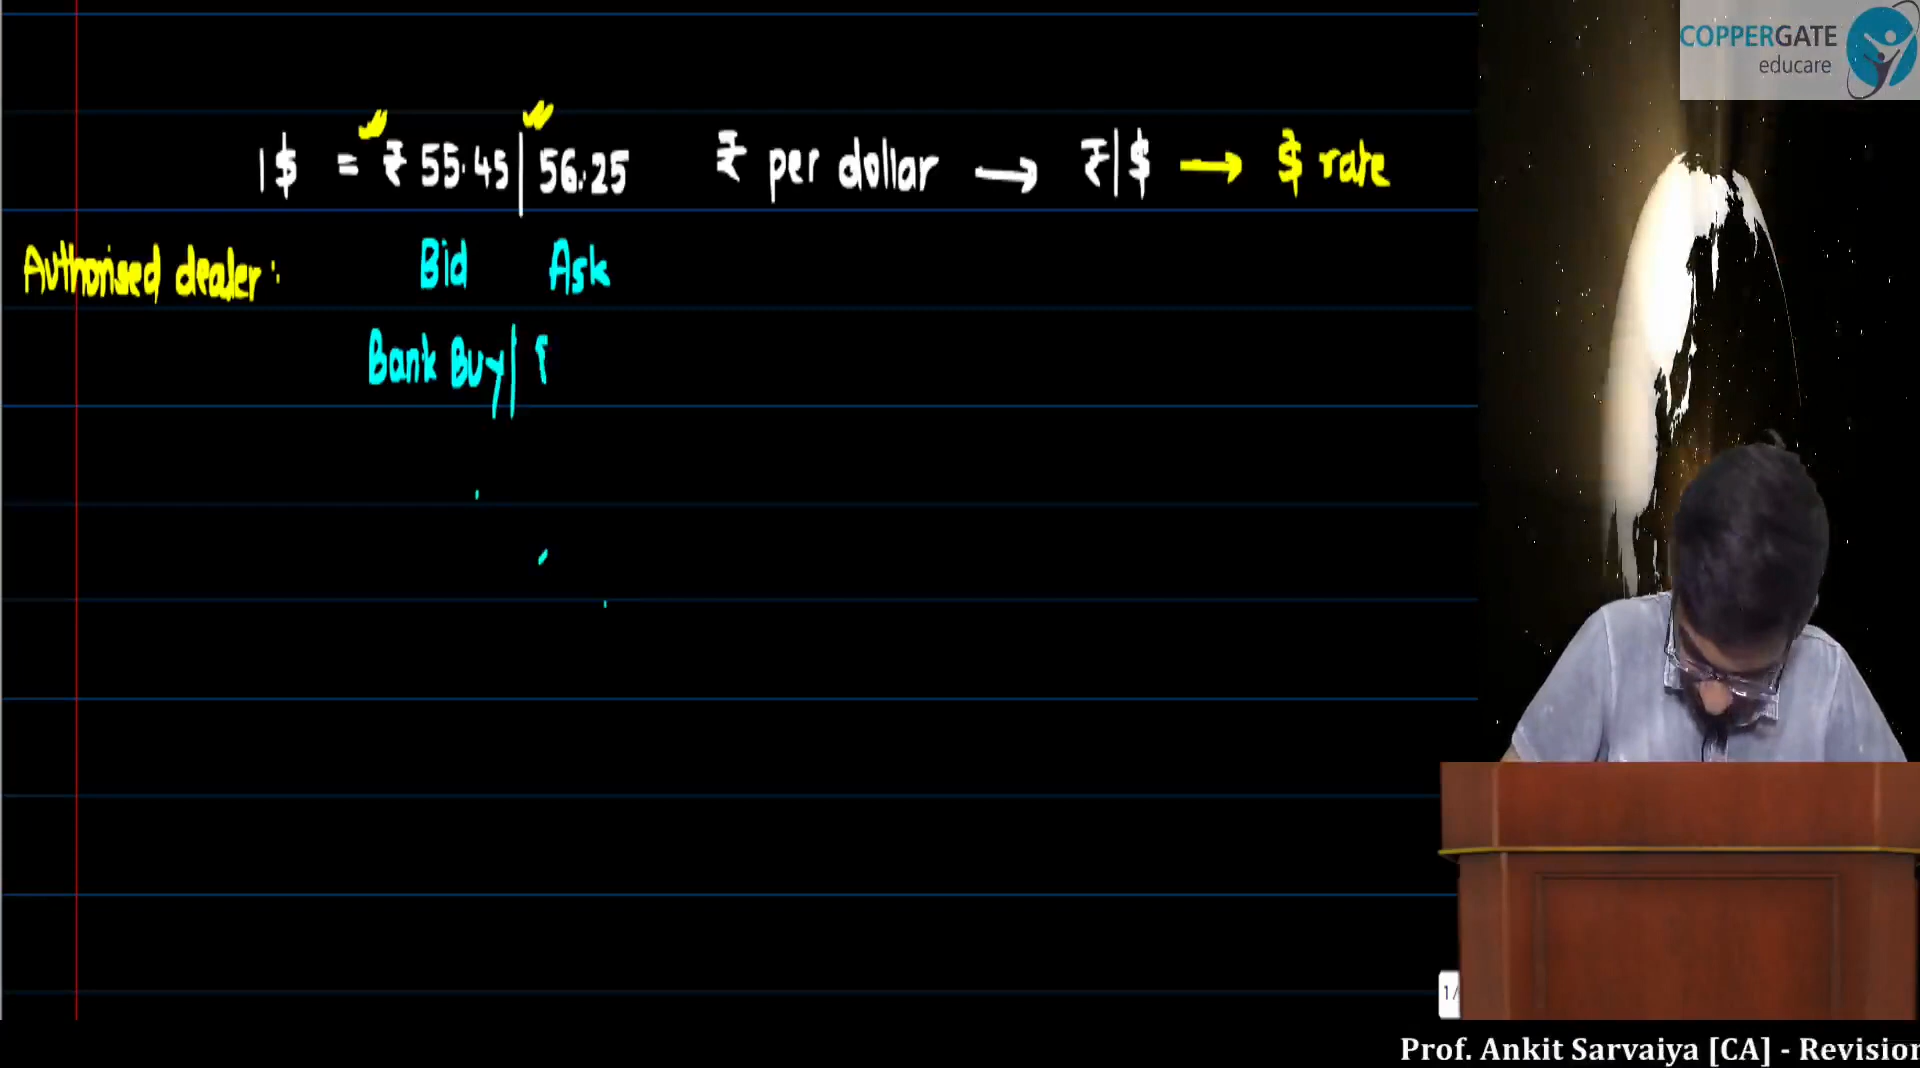 COPPERGATE
educare
1$ = ₹ 55.45 | 56.25 ₹ per dollar → ₹|$ → $ rate
Authorised dealer: Bid Ask
Bank Buy|
1/
Prof. Ankit Sarvaiya [CA] - Revision